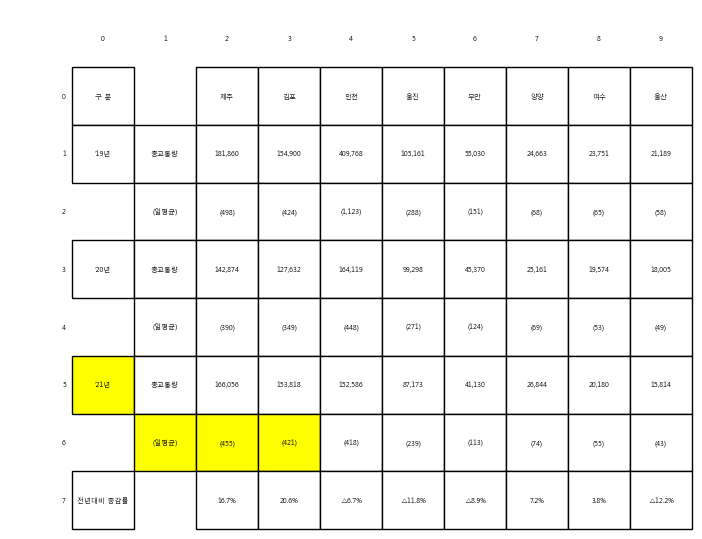 0 1 2 3 4 5 6 7 8 9
0 구 분 제주 김포 인천 울진 무안 양양 여수 울산
1 '19년 총교통량 181,860 154,900 409,768 105,161 55,030 24,663 23,751 21,189
2 (일평균) (498) (424) (1,123) (288) (151) (68) (65) (58)
3 '20년 총교통량 142,874 127,632 164,119 99,298 45,370 25,161 19,574 18,005
4 (일평균) (390) (349) (448) (271) (124) (69) (53) (49)
5 '21년 총교통량 166,056 153,818 152,586 87,173 41,130 26,844 20,180 15,814
6 (일평균) (455) (421) (418) (239) (113) (74) (55) (43)
7 전년대비 증감률 16.7% 20.6% △6.7% △11.8% △8.9% 7.2% 3.8% △12.2%